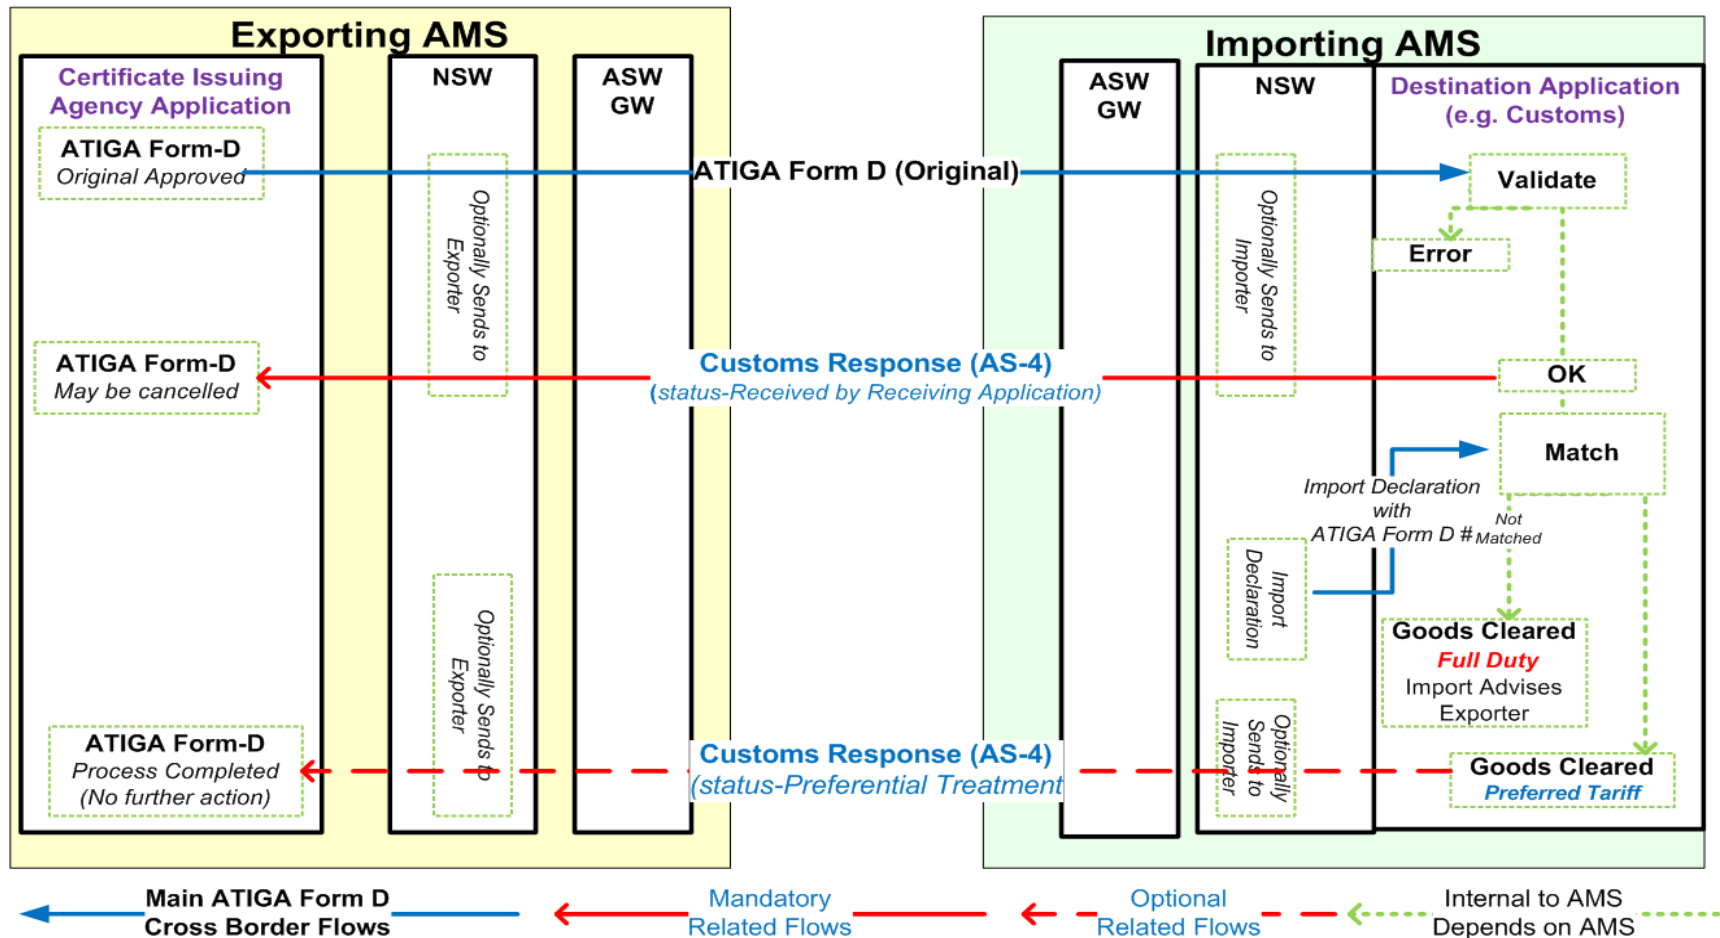 Exporting AMS
Importing AMS
Certificate Issuing
Agency Application
NSW
ASW
GW
ASW
GW
NSW
Destination Application
(e.g. Customs)
ATIGA Form-D
Original Approved
Optionally Sends to
Exporter
ATIGA Form D (Original)
Optionally Sends to
Importer
Validate
Error
ATIGA Form-D
May be cancelled
Customs Response (AS-4)
(status-Received by Receiving Application)
OK
Match
Import Declaration
with
ATIGA Form D #
Not
Matched
Import
Declaration
Optionally Sends to
Exporter
Goods Cleared
Full Duty
Import Advises
Exporter
ATIGA Form-D
Process Completed
(No further action)
Customs Response (AS-4)
(status-Preferential Treatment
Optionally
Sends to
Importer
Goods Cleared
Preferred Tariff
Main ATIGA Form D
Cross Border Flows
Mandatory
Related Flows
Optional
Related Flows
Internal to AMS
Depends on AMS